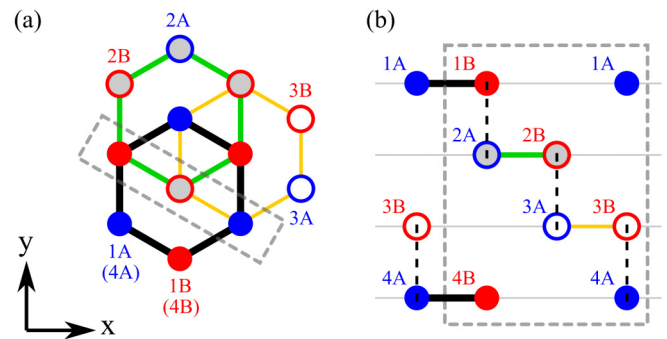 (a)
2A
2B
3B
3A
1A
(4A)
1B
(4B)
y
x
(b)
1A 1B 1A
2A 2B
3B 3A 3B
4A 4B 4A